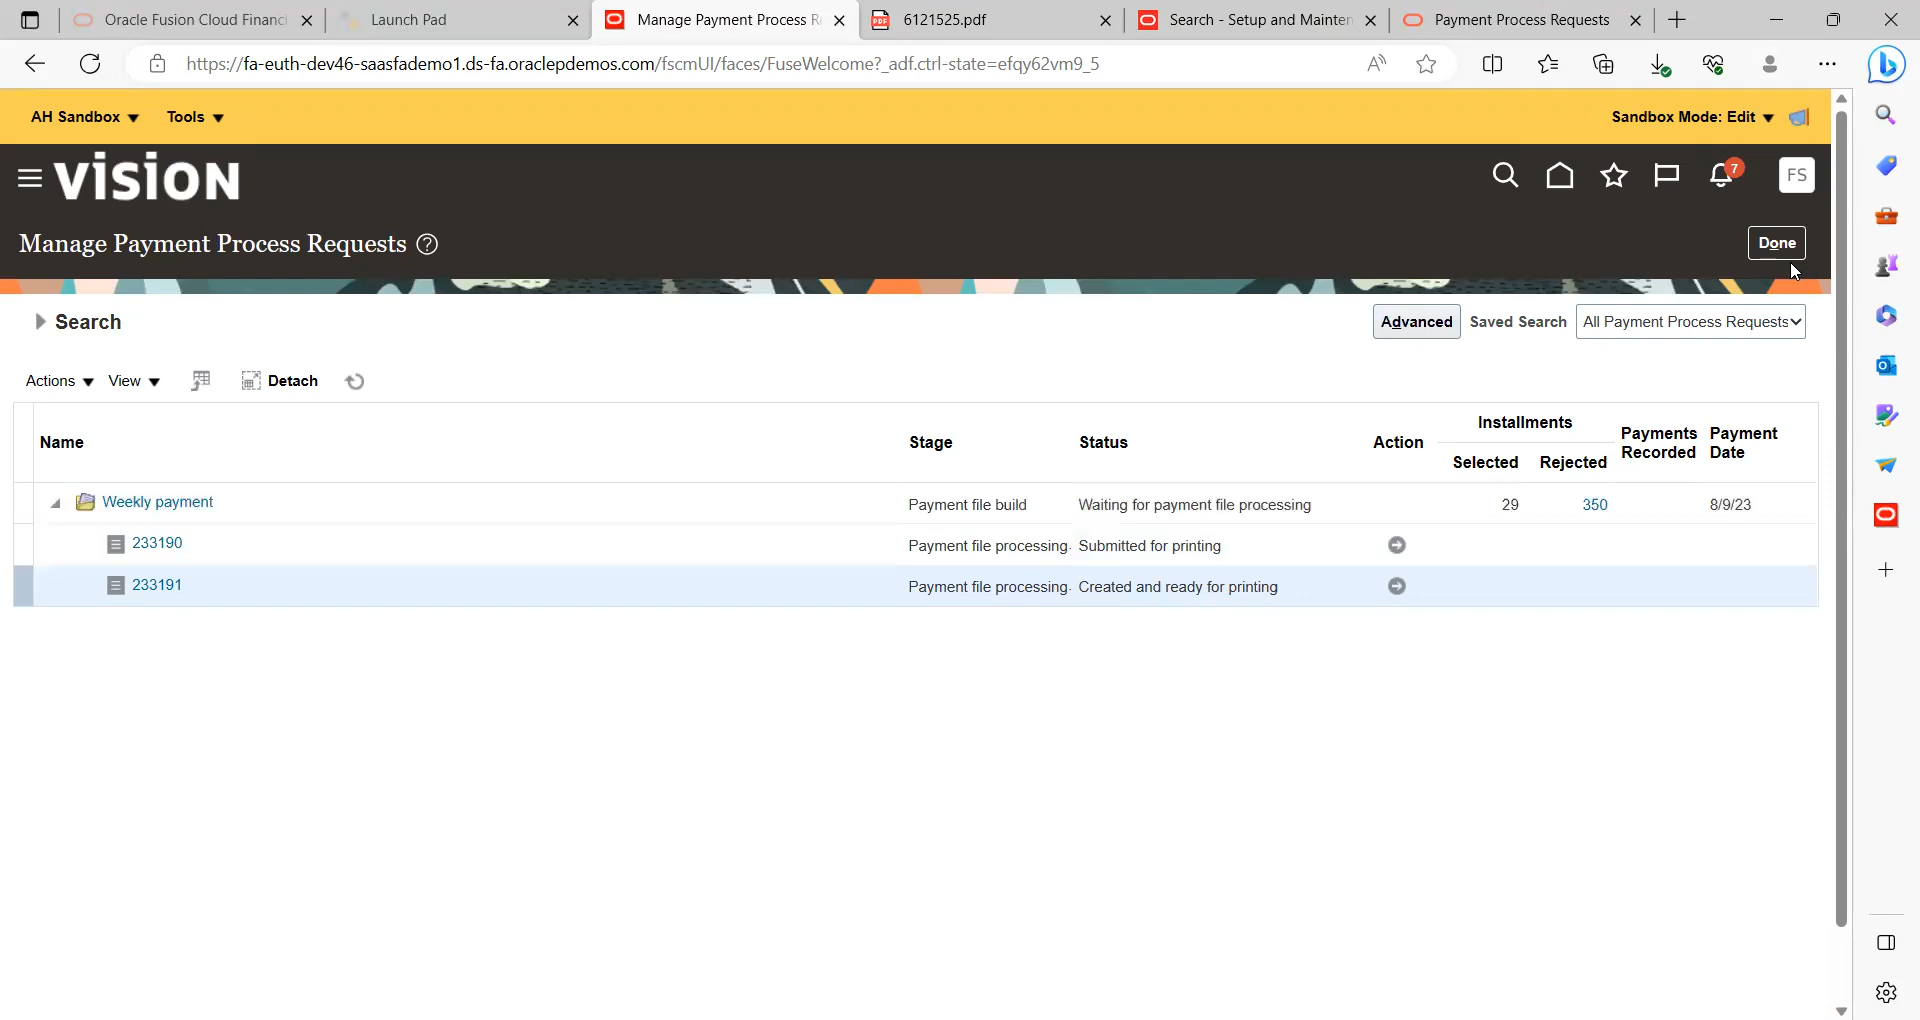 Oracle Fusion Cloud Financi
Launch Pad
Manage Payment Process R
6121525.pdf
Search - Setup and Mainten
Payment Process Requests
https://fa-euth-dev46-saasfademo1.ds-fa.oraclepdemos.com/fscmUI/faces/FuseWelcome?_adf.ctrl-state=efqy62vm9_5
AH Sandbox
Tools
Sandbox Mode: Edit
VISION
7
FS
Manage Payment Process Requests
Done
Search
Advanced
Saved Search
All Payment Process Requests
Actions
View
Detach
Name
Stage
Status
Action
Installments
Selected
Rejected
Payments Recorded
Payment Date
Weekly payment
Payment file build
Waiting for payment file processing
29
350
8/9/23
233190
Payment file processing.
Submitted for printing
233191
Payment file processing.
Created and ready for printing